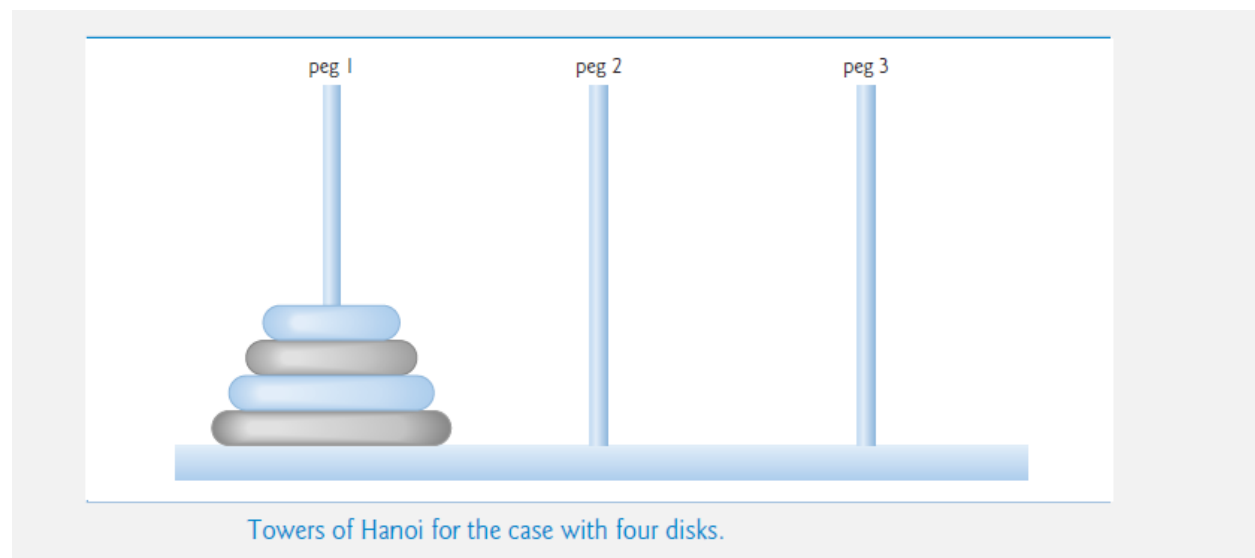 peg 1
peg 2
peg 3
Towers of Hanoi for the case with four disks.